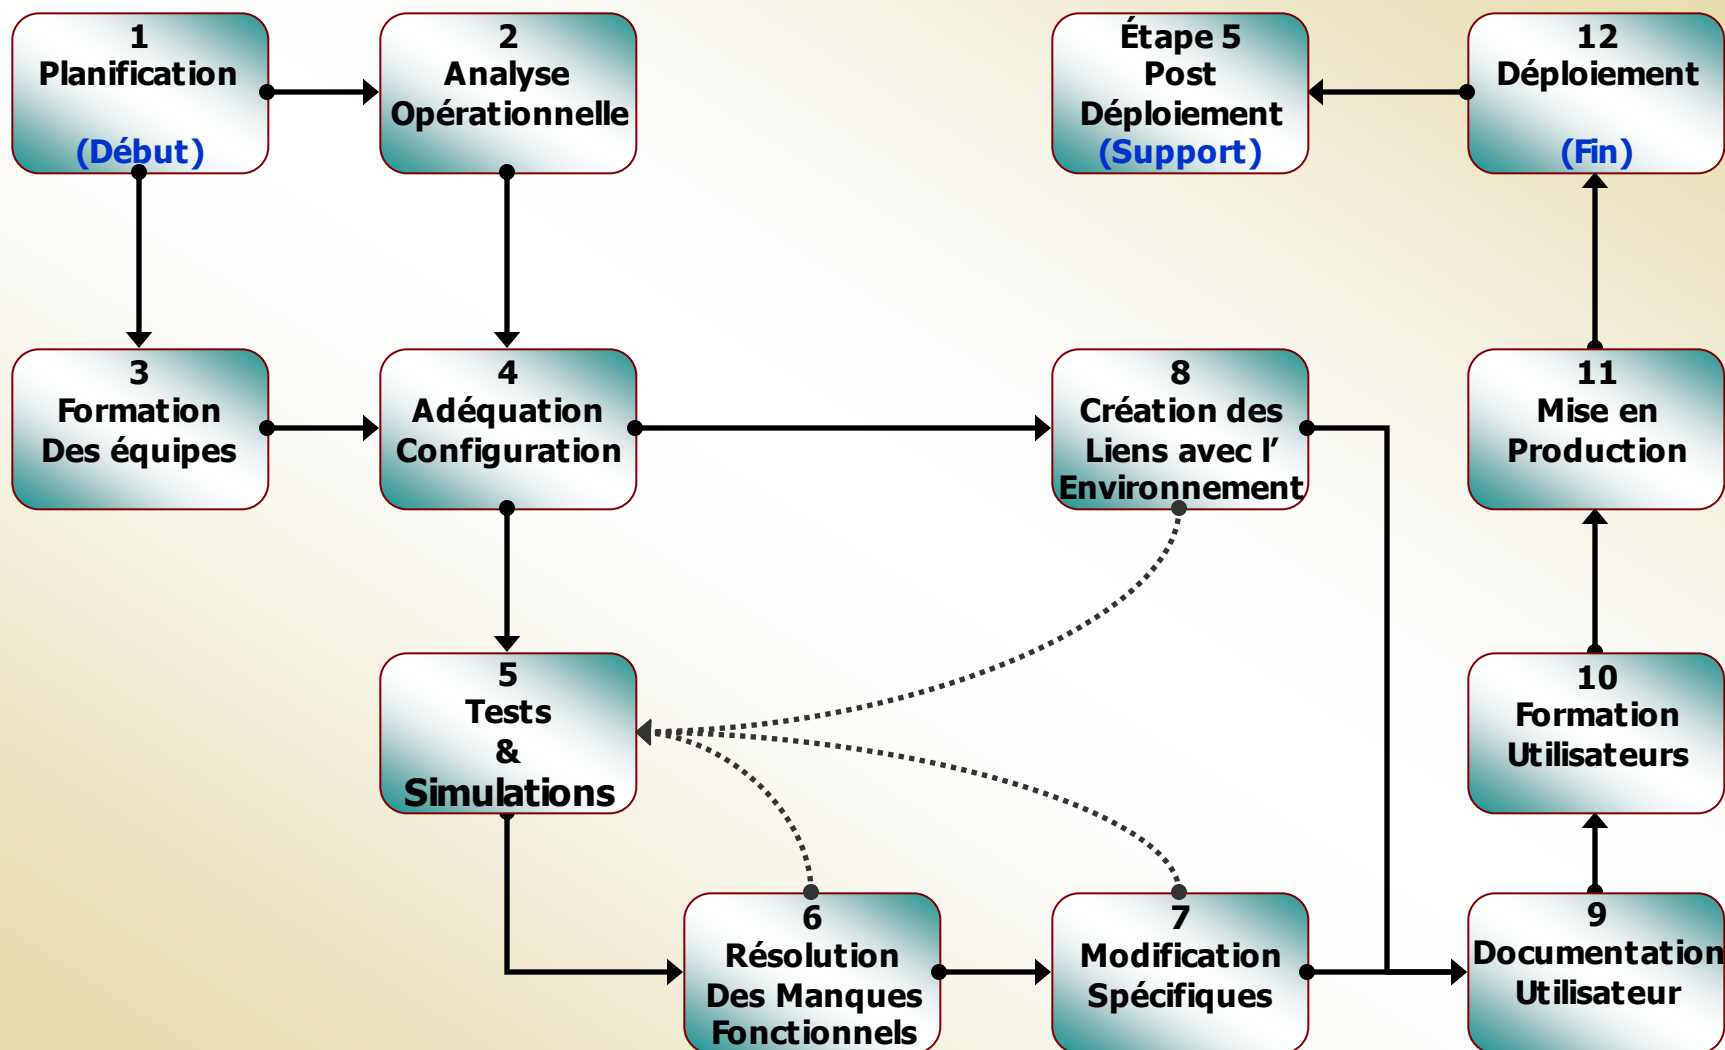 1
Planification
(Début)
2
Analyse
Opérationnelle
Étape 5
Post
Déploiement
(Support)
12
Déploiement
(Fin)
3
Formation
Des équipes
4
Adéquation
Configuration
8
Création des
Liens avec l’
Environnement
11
Mise en
Production
5
Tests
&
Simulations
10
Formation
Utilisateurs
6
Résolution
Des Manques
Fonctionnels
7
Modification
Spécifiques
9
Documentation
Utilisateur